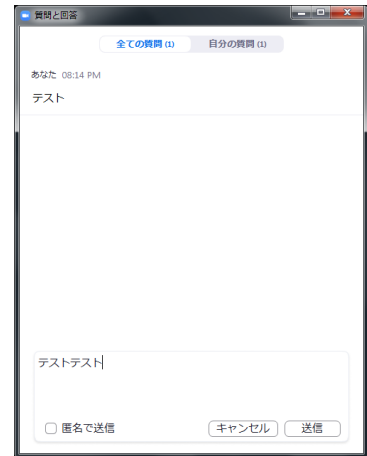 質問と回答
全ての質問 (1) 自分の質問 (1)
あなた 08:14 PM
テスト
テストテスト
匿名で送信 キャンセル 送信